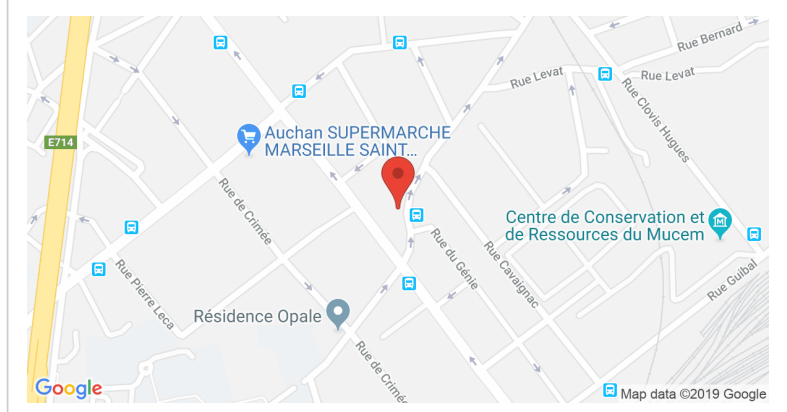 Rue Bernard
Rue Levat
Rue Levat
Rue Clovis Hugues
E714
Auchan SUPERMARCHE
MARSEILLE SAINT...
Rue de Crimée
Centre de Conservation et
de Ressources du Mucem
Rue du Génie
Rue Cavaignac
Rue Pierre Leca
Rue Guibal
Résidence Opale
Rue de Crimée
Google
Map data ©2019 Google